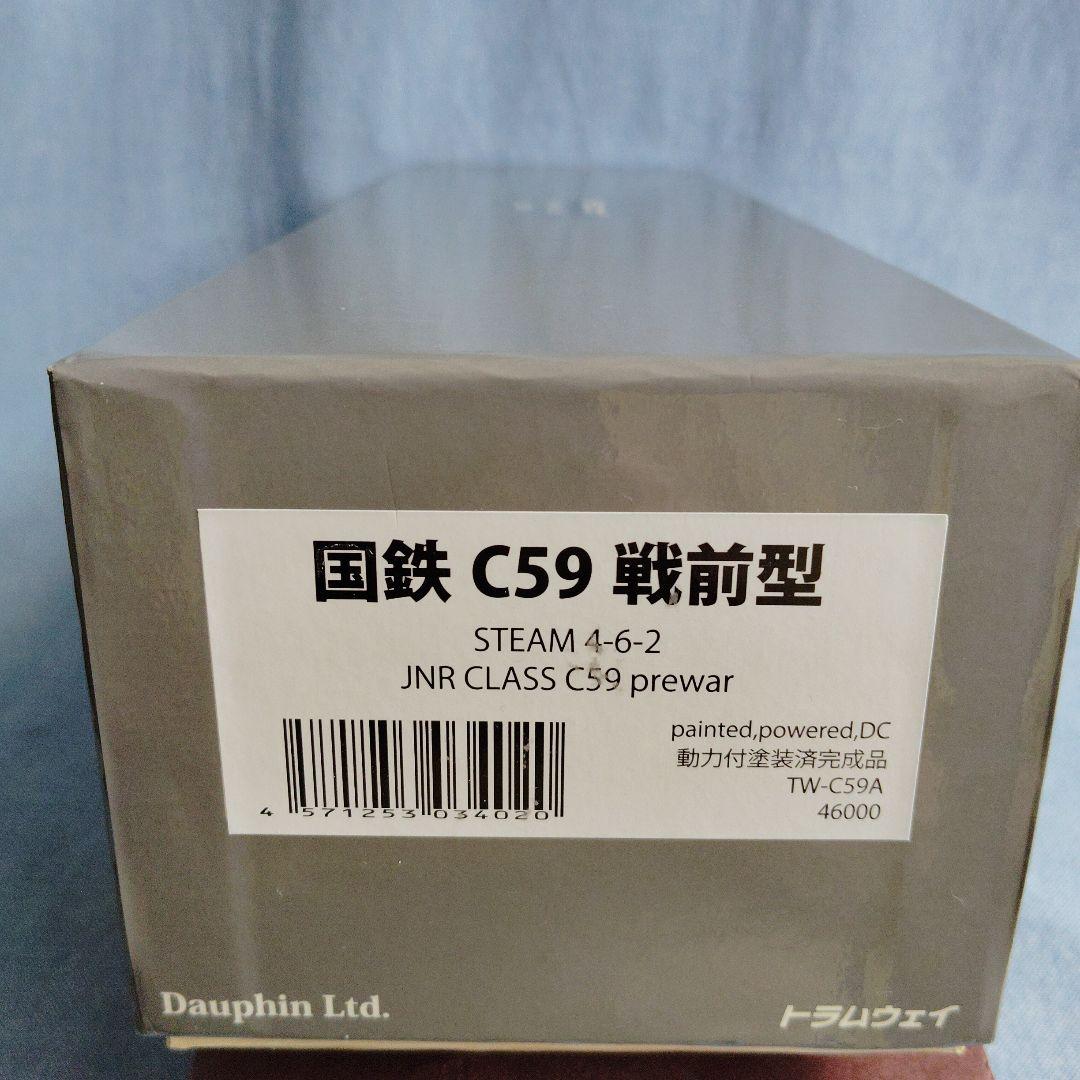 国鉄 C59 戦前型
STEAM 4-6-2
JNR CLASS C59 prewar
painted,powered,DC
動力付塗装済完成品
TW-C59A
46000
4 571253 034020
Dauphin Ltd.
トラムウェイ